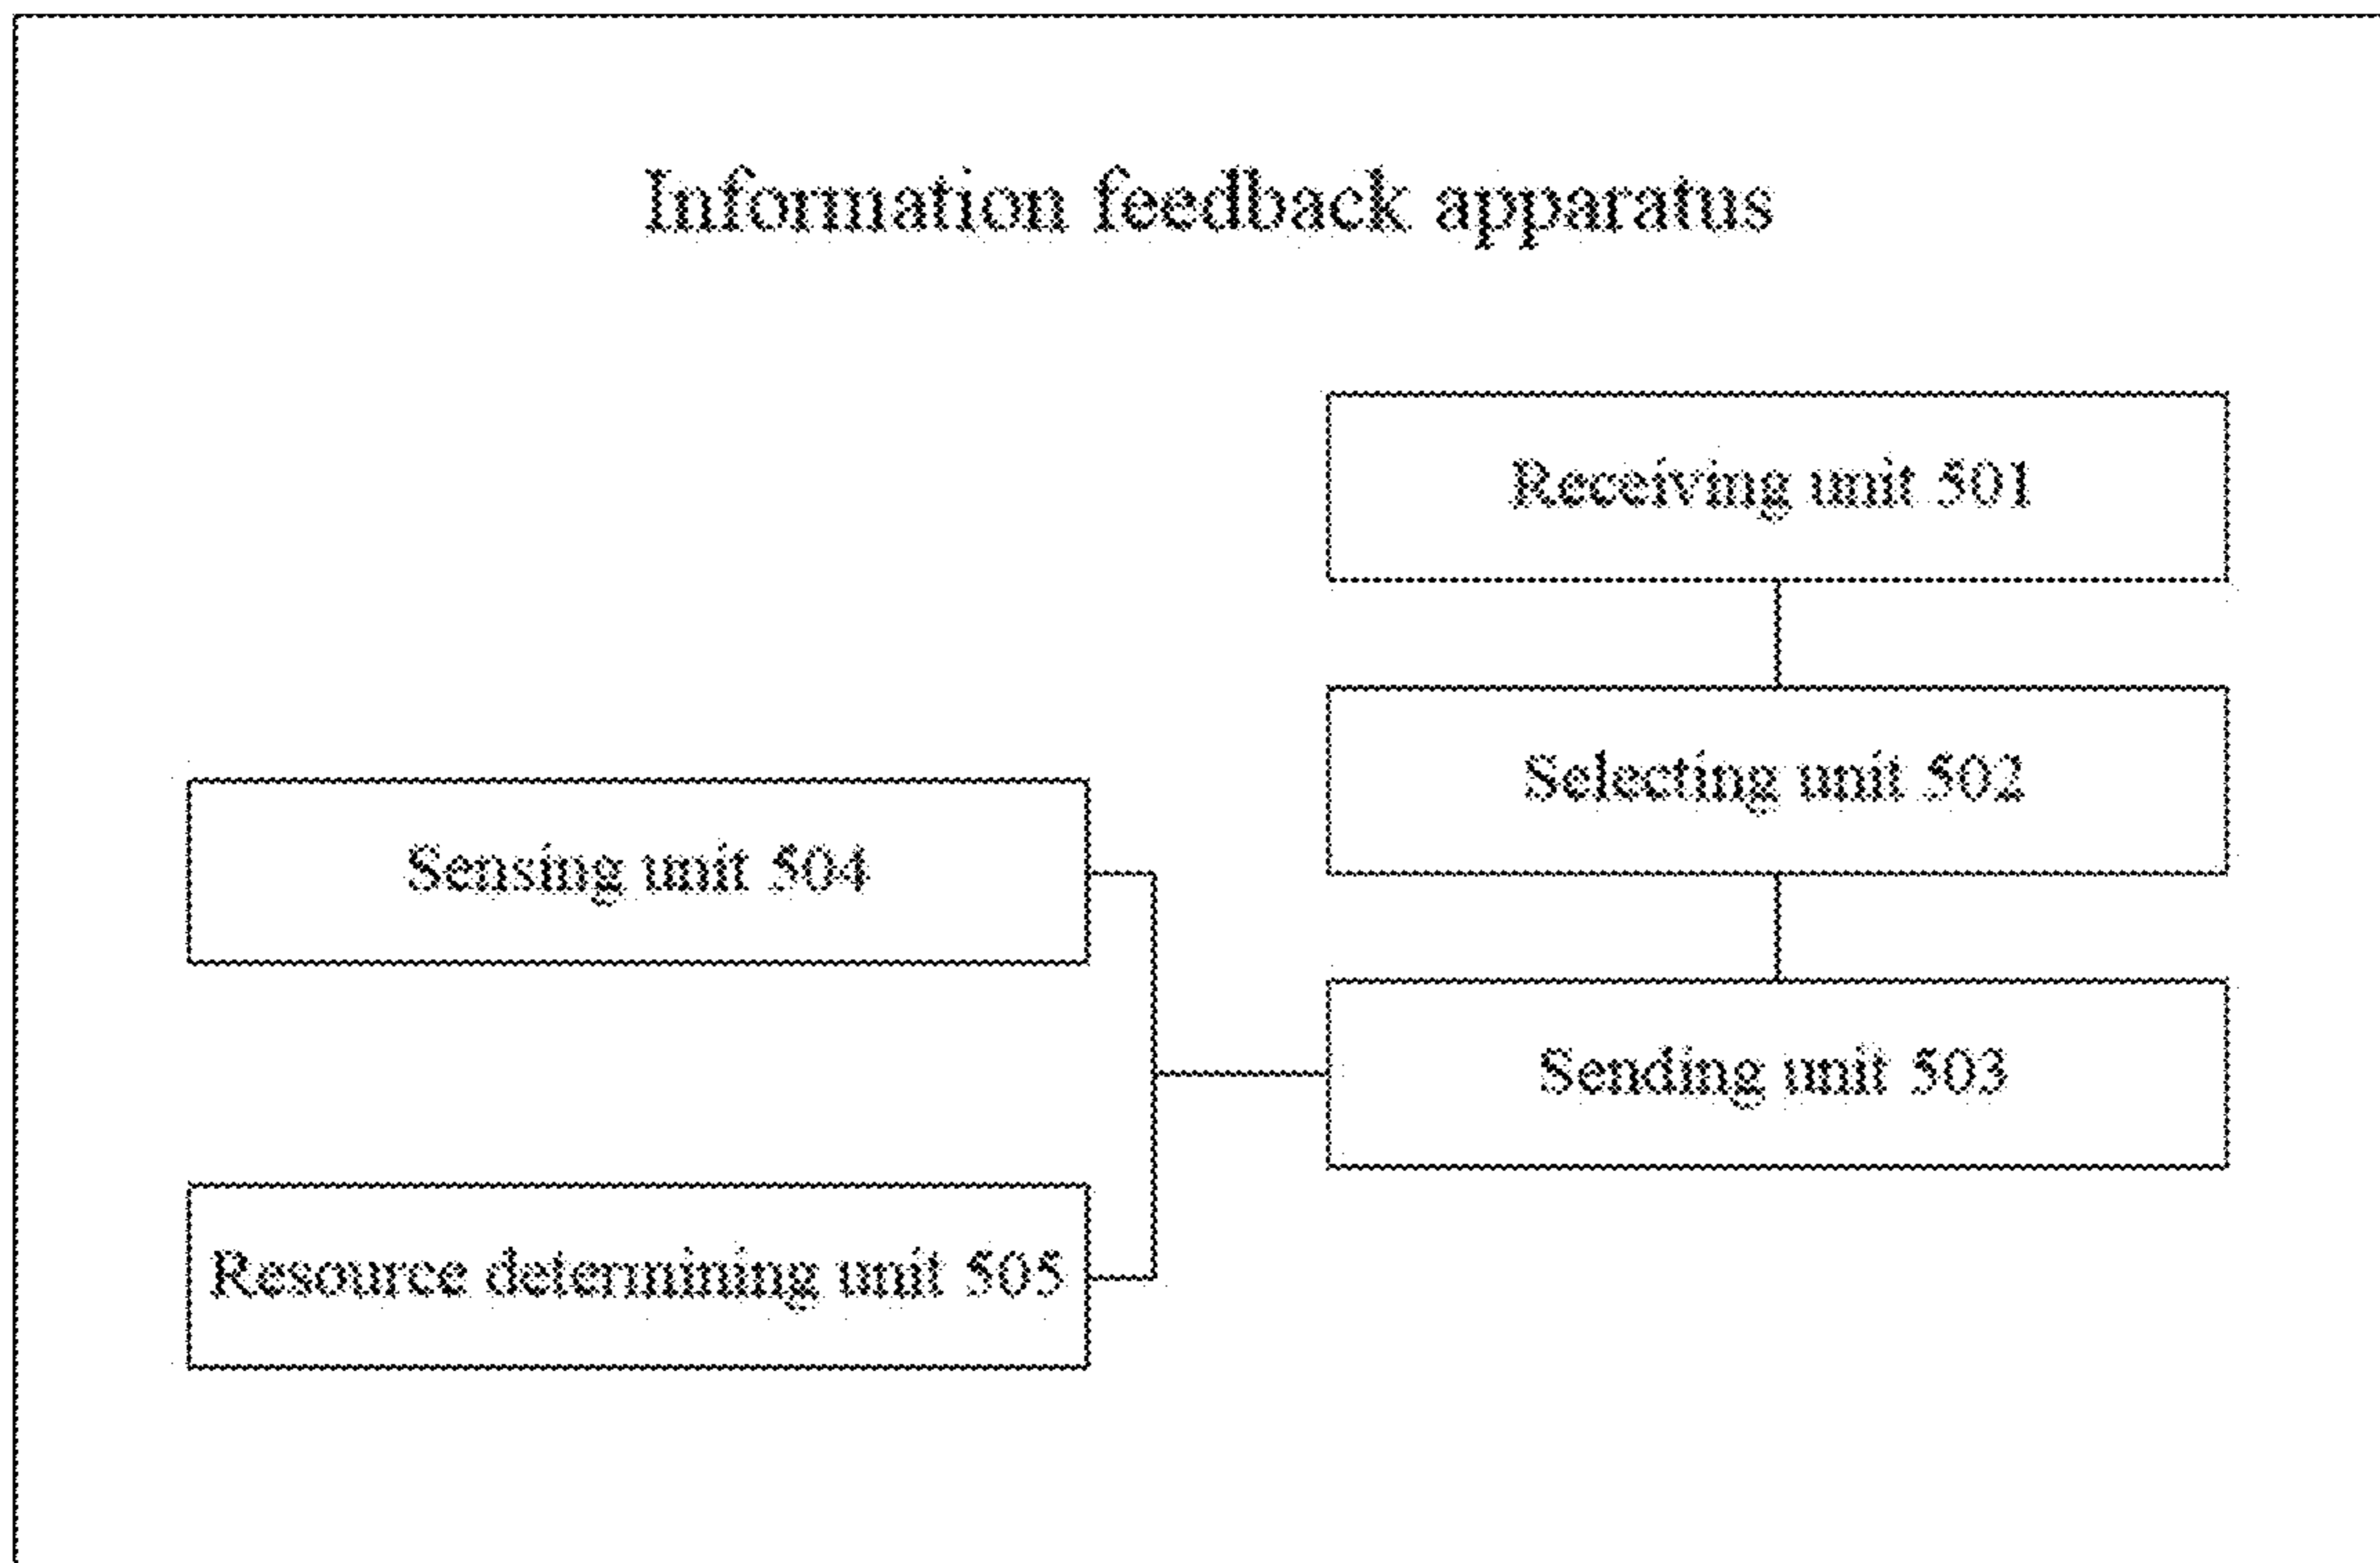 Information feedback apparatus
Receiving unit 501
Selecting unit 502
Sensing unit 504
Sending unit 503
Resource determining unit 505